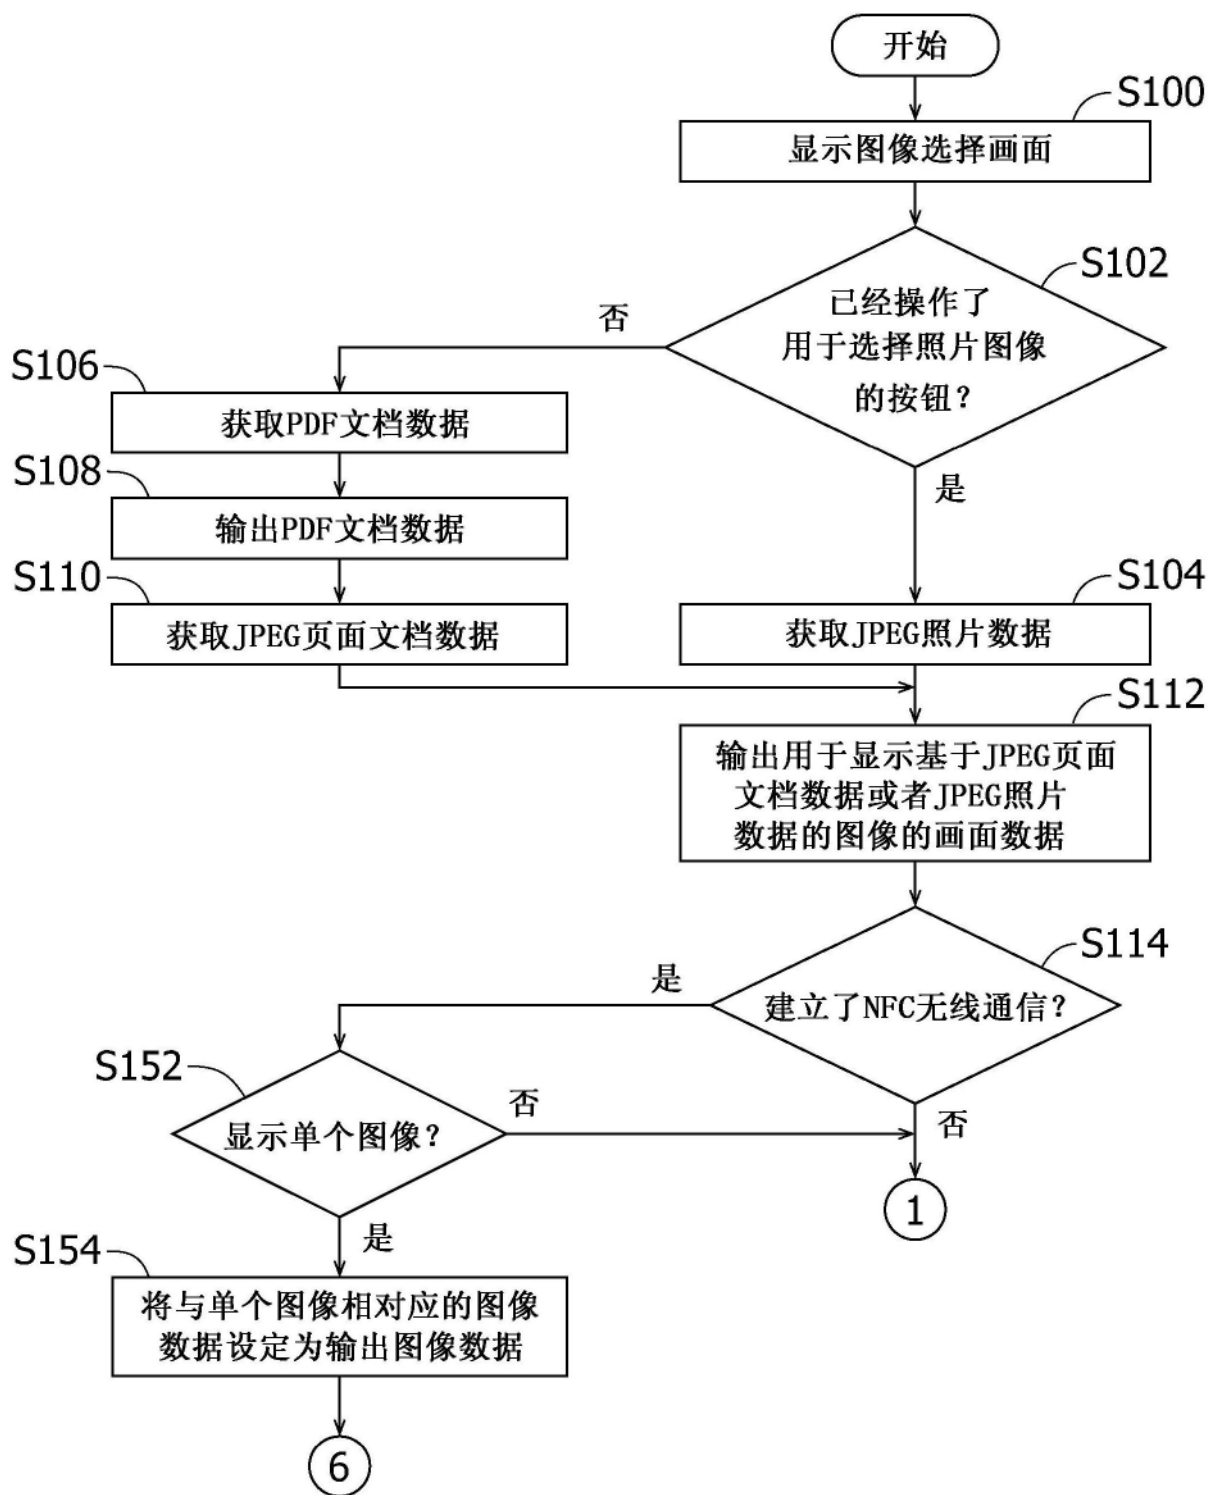 开始
S100
显示图像选择画面
S102
已经操作了
用于选择照片图像
的按钮？
否
是
S106
获取PDF文档数据
S108
输出PDF文档数据
S110
获取JPEG页面文档数据
S104
获取JPEG照片数据
S112
输出用于显示基于JPEG页面
文档数据或者JPEG照片
数据的图像的画面数据
S114
建立了NFC无线通信？
是
否
S152
显示单个图像？
否
是
1
S154
将与单个图像相对应的图像
数据设定为输出图像数据
6